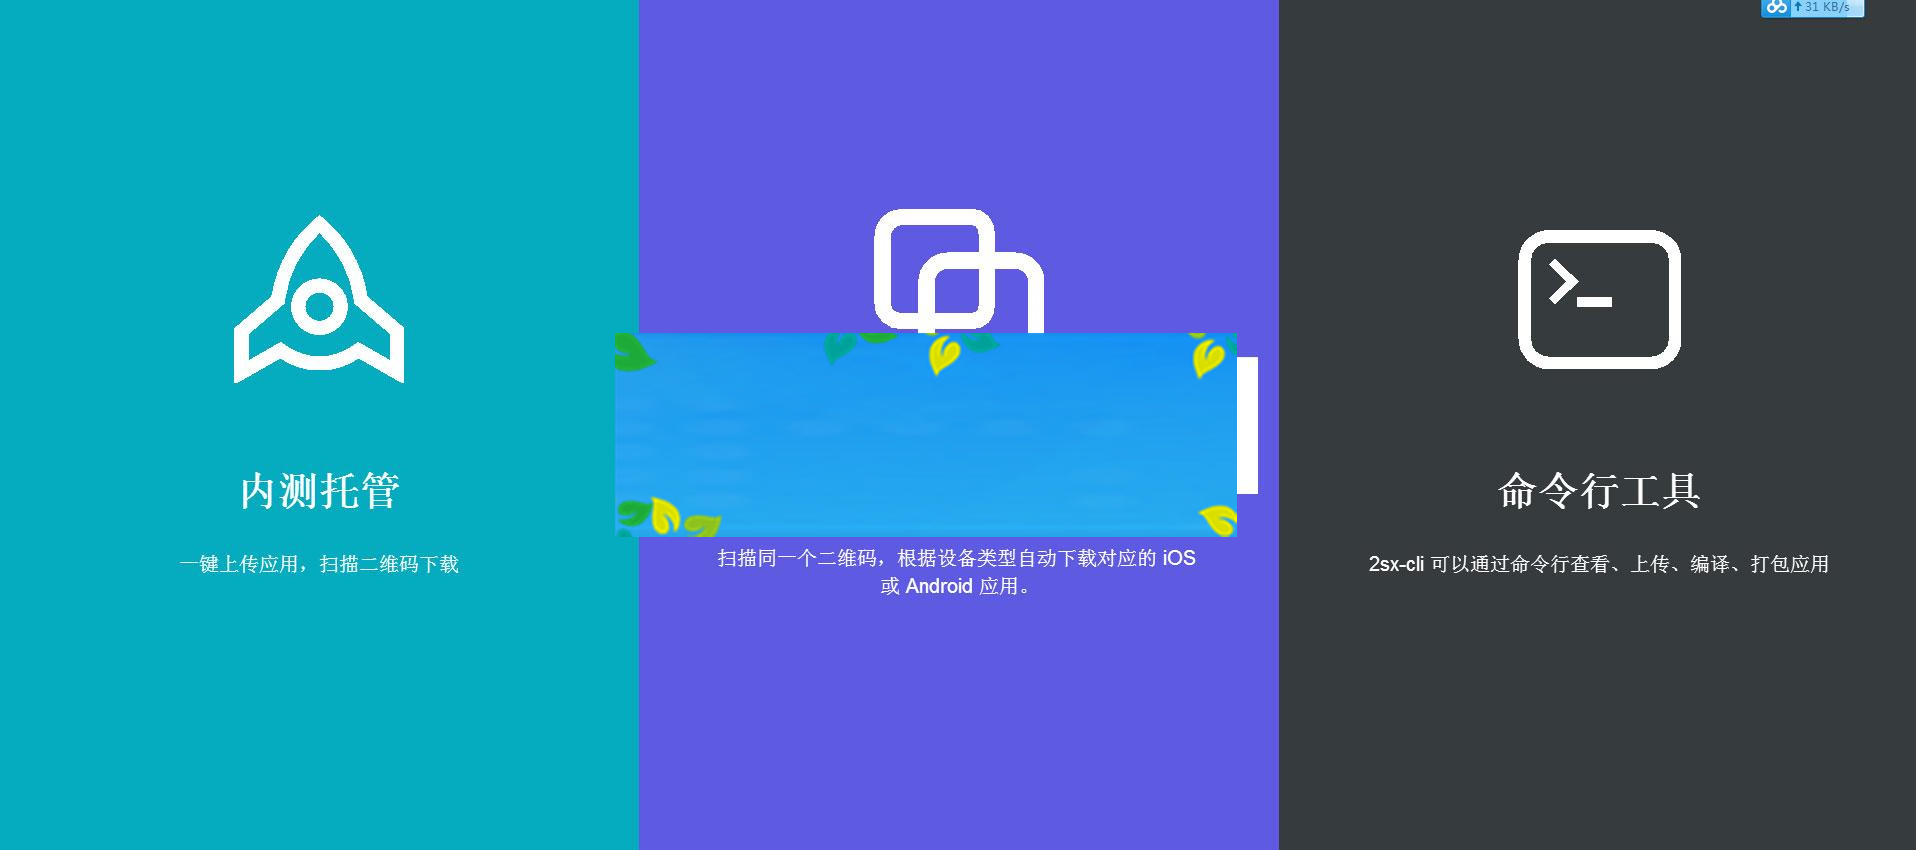 31 KB/s
内测托管
一键上传应用，扫描二维码下载
扫描同一个二维码，根据设备类型自动下载对应的 iOS
或 Android 应用。
命令行工具
2sx-cli 可以通过命令行查看、上传、编译、打包应用